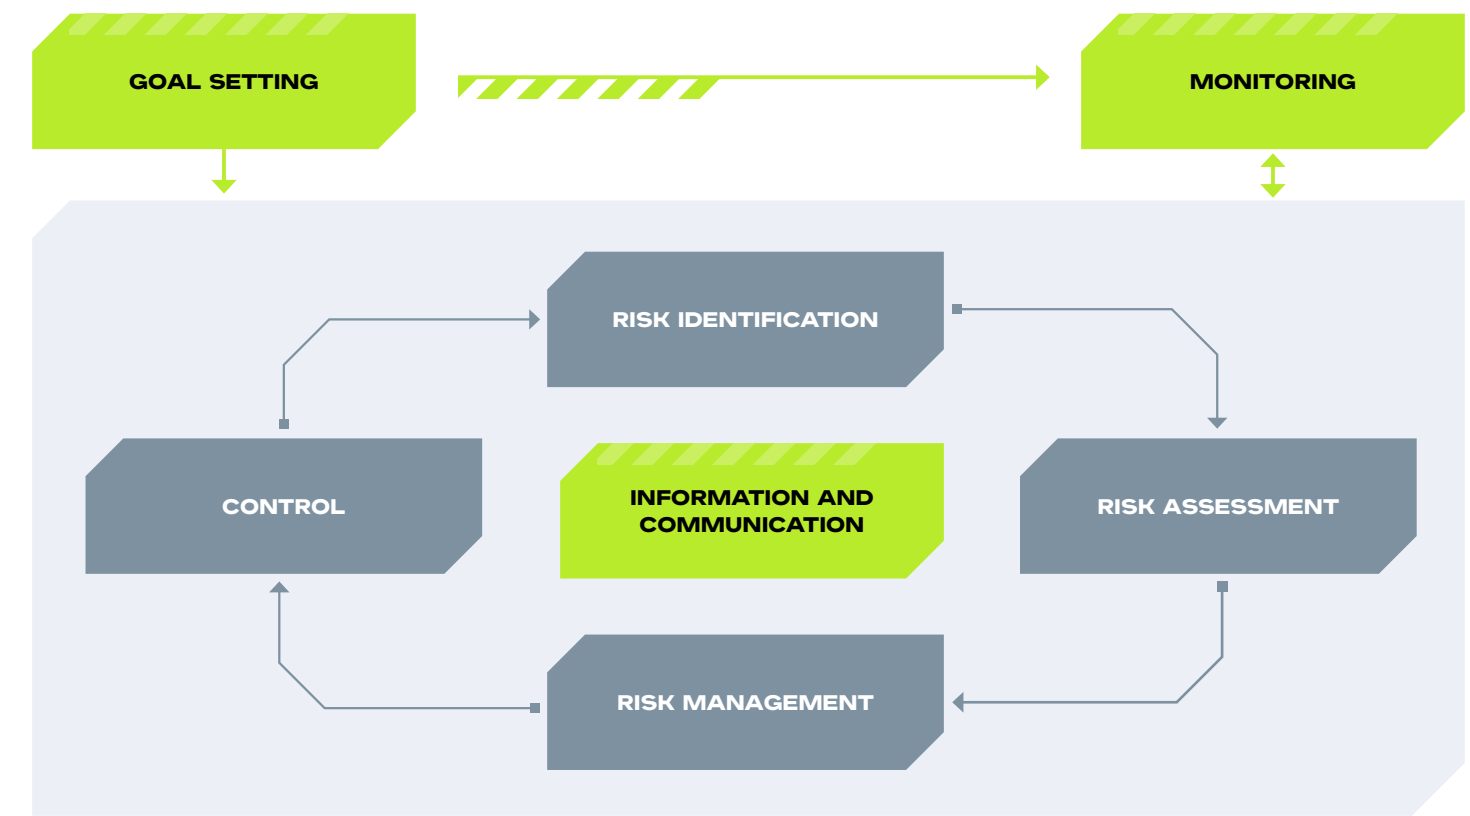 GOAL SETTING
MONITORING
RISK IDENTIFICATION
CONTROL
INFORMATION AND
COMMUNICATION
RISK ASSESSMENT
RISK MANAGEMENT